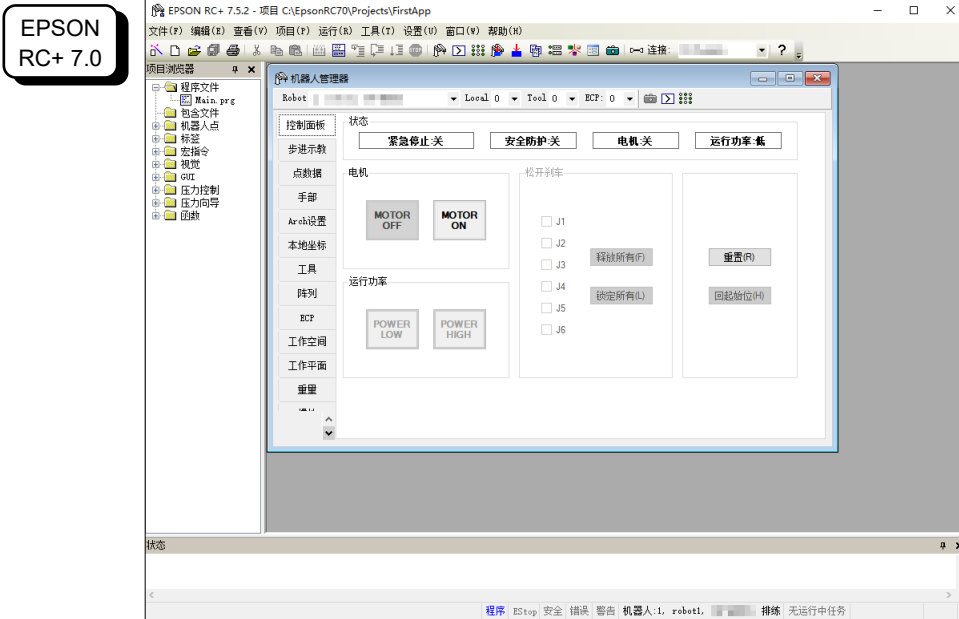 EPSON
RC+ 7.0
EPSON RC+ 7.5.2 - 项目 C:\EpsonRC70\Projects\FirstApp
文件(F) 编辑(E) 查看(V) 项目(P) 运行(R) 工具(T) 设置(U) 窗口(W) 帮助(H)
连接:
项目浏览器
程序文件
Main.prg
包含文件
机器人点
标签
宏指令
视觉
GUI
压力控制
压力向导
函数
机器人管理器
Robot Local 0 Tool 0 ECP: 0
控制面板
步进示教
点数据
手部
Arch设置
本地坐标
工具
阵列
ECP
工作空间
工作平面
重量
状态
紧急停止:关 安全防护:关 电机:关 运行功率:低
电机
MOTOR OFF
MOTOR ON
运行功率
POWER LOW
POWER HIGH
松开刹车
J1
J2
J3
J4
J5
J6
释放所有(F)
锁定所有(L)
重置(R)
回起始位(H)
状态
程序 EStop 安全 错误 警告 机器人:1, robot1, 排练 无运行中任务